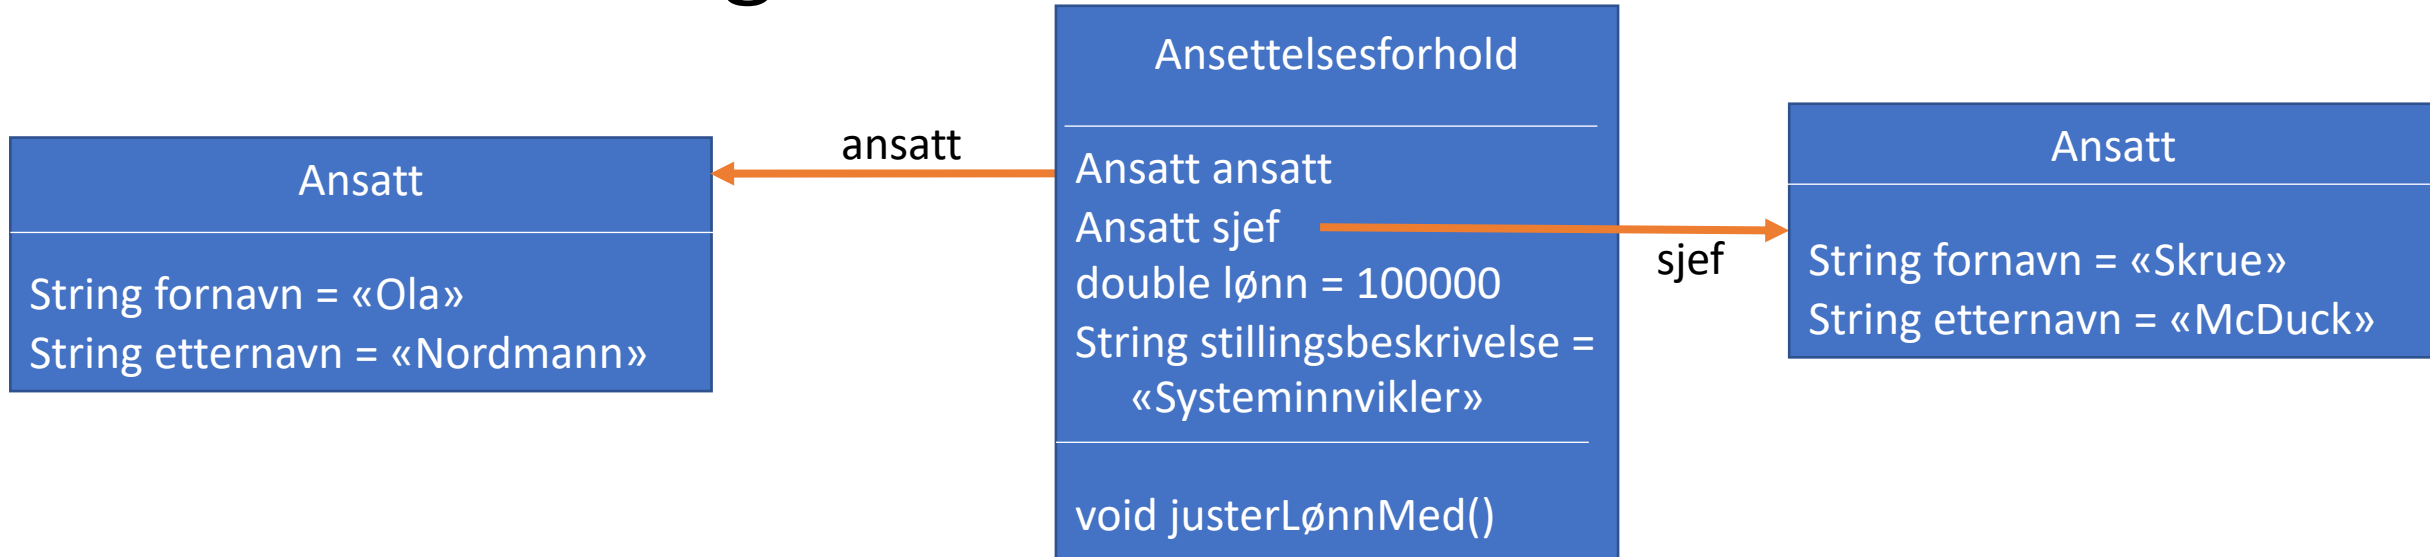 Ansatt
String fornavn = «Ola»
String etternavn = «Nordmann»
ansatt
Ansettelsesforhold
Ansatt ansatt
Ansatt sjef
double lønn = 100000
String stillingsbeskrivelse =
«Systeminnvikler»
void justerLønnMed()
sjef
Ansatt
String fornavn = «Skrue»
String etternavn = «McDuck»